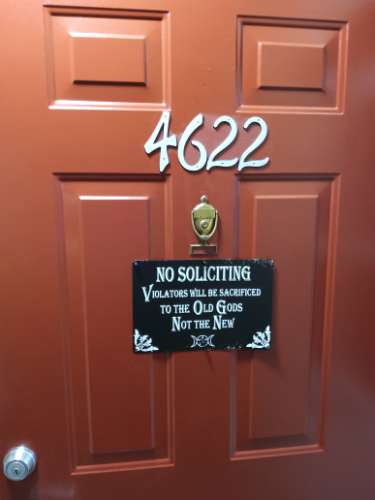 4622
NO SOLICITING
VIOLATORS WILL BE SACRIFICED
TO THE OLD GODS
NOT THE NEW